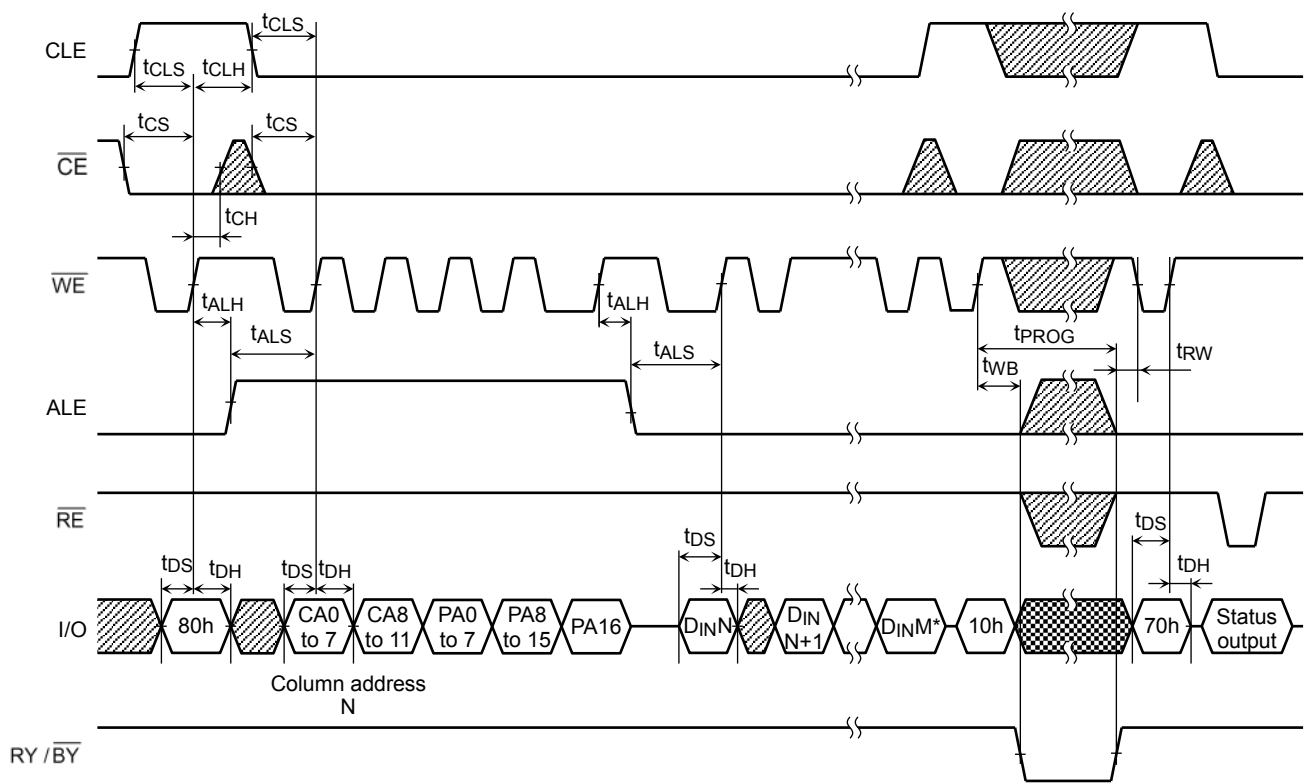 tCLS
CLE
tCLS tCLH
tCS tCS
CE
tCH
WE
tALH tALH
tALS tALS tPROG
tWB tRW
ALE
RE
tDS tDH tDS tDH tDS tDH tDS tDH
I/O 80h CA0 to 7 CA8 to 11 PA0 to 7 PA8 to 15 PA16 DINN DIN N+1 DINM* 10h 70h Status output
Column address
N
RY / BY